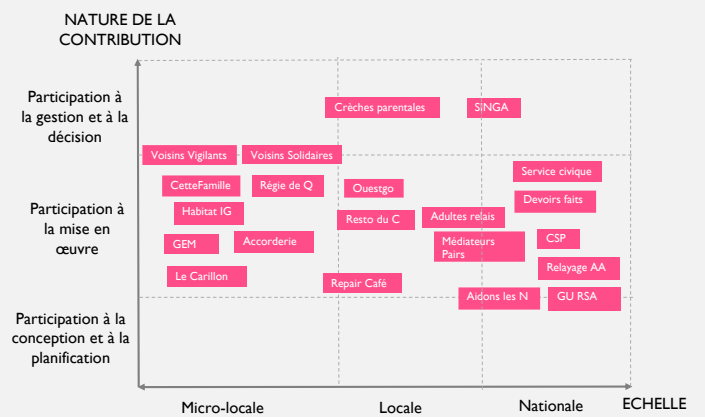 NATURE DE LA
CONTRIBUTION
Participation à
la gestion et à la
décision
Crèches parentales
SINGA
Voisins Vigilants
Voisins Solidaires
Participation à
la mise en
œuvre
CetteFamille
Régie de Q
Ouestgo
Service civique
Habitat IG
Resto du C
Adultes relais
Devoirs faits
GEM
Accorderie
Médiateurs
Pairs
CSP
Le Carillon
Repair Café
Relayage AA
Aidons les N
GU RSA
Participation à la
conception et à la
planification
Micro-locale
Locale
Nationale
ECHELLE